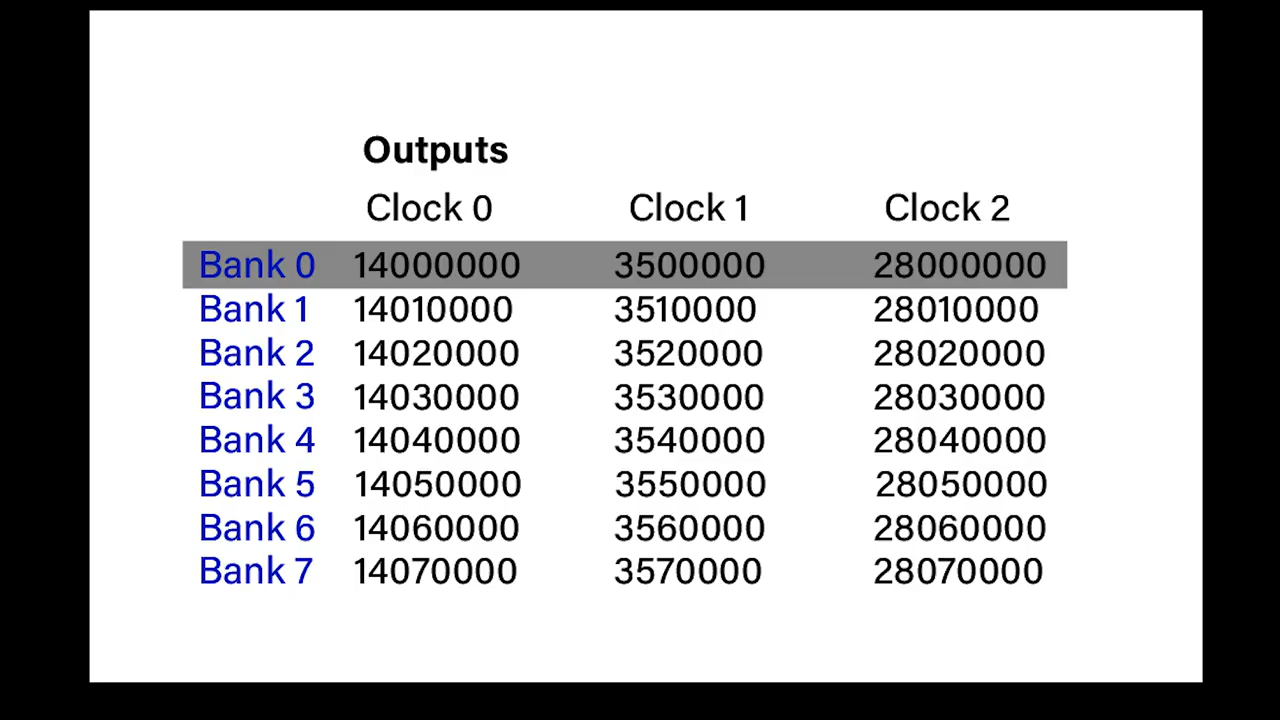 Outputs
Clock 0 Clock 1 Clock 2
Bank 0 14000000 3500000 28000000
Bank 1 14010000 3510000 28010000
Bank 2 14020000 3520000 28020000
Bank 3 14030000 3530000 28030000
Bank 4 14040000 3540000 28040000
Bank 5 14050000 3550000 28050000
Bank 6 14060000 3560000 28060000
Bank 7 14070000 3570000 28070000